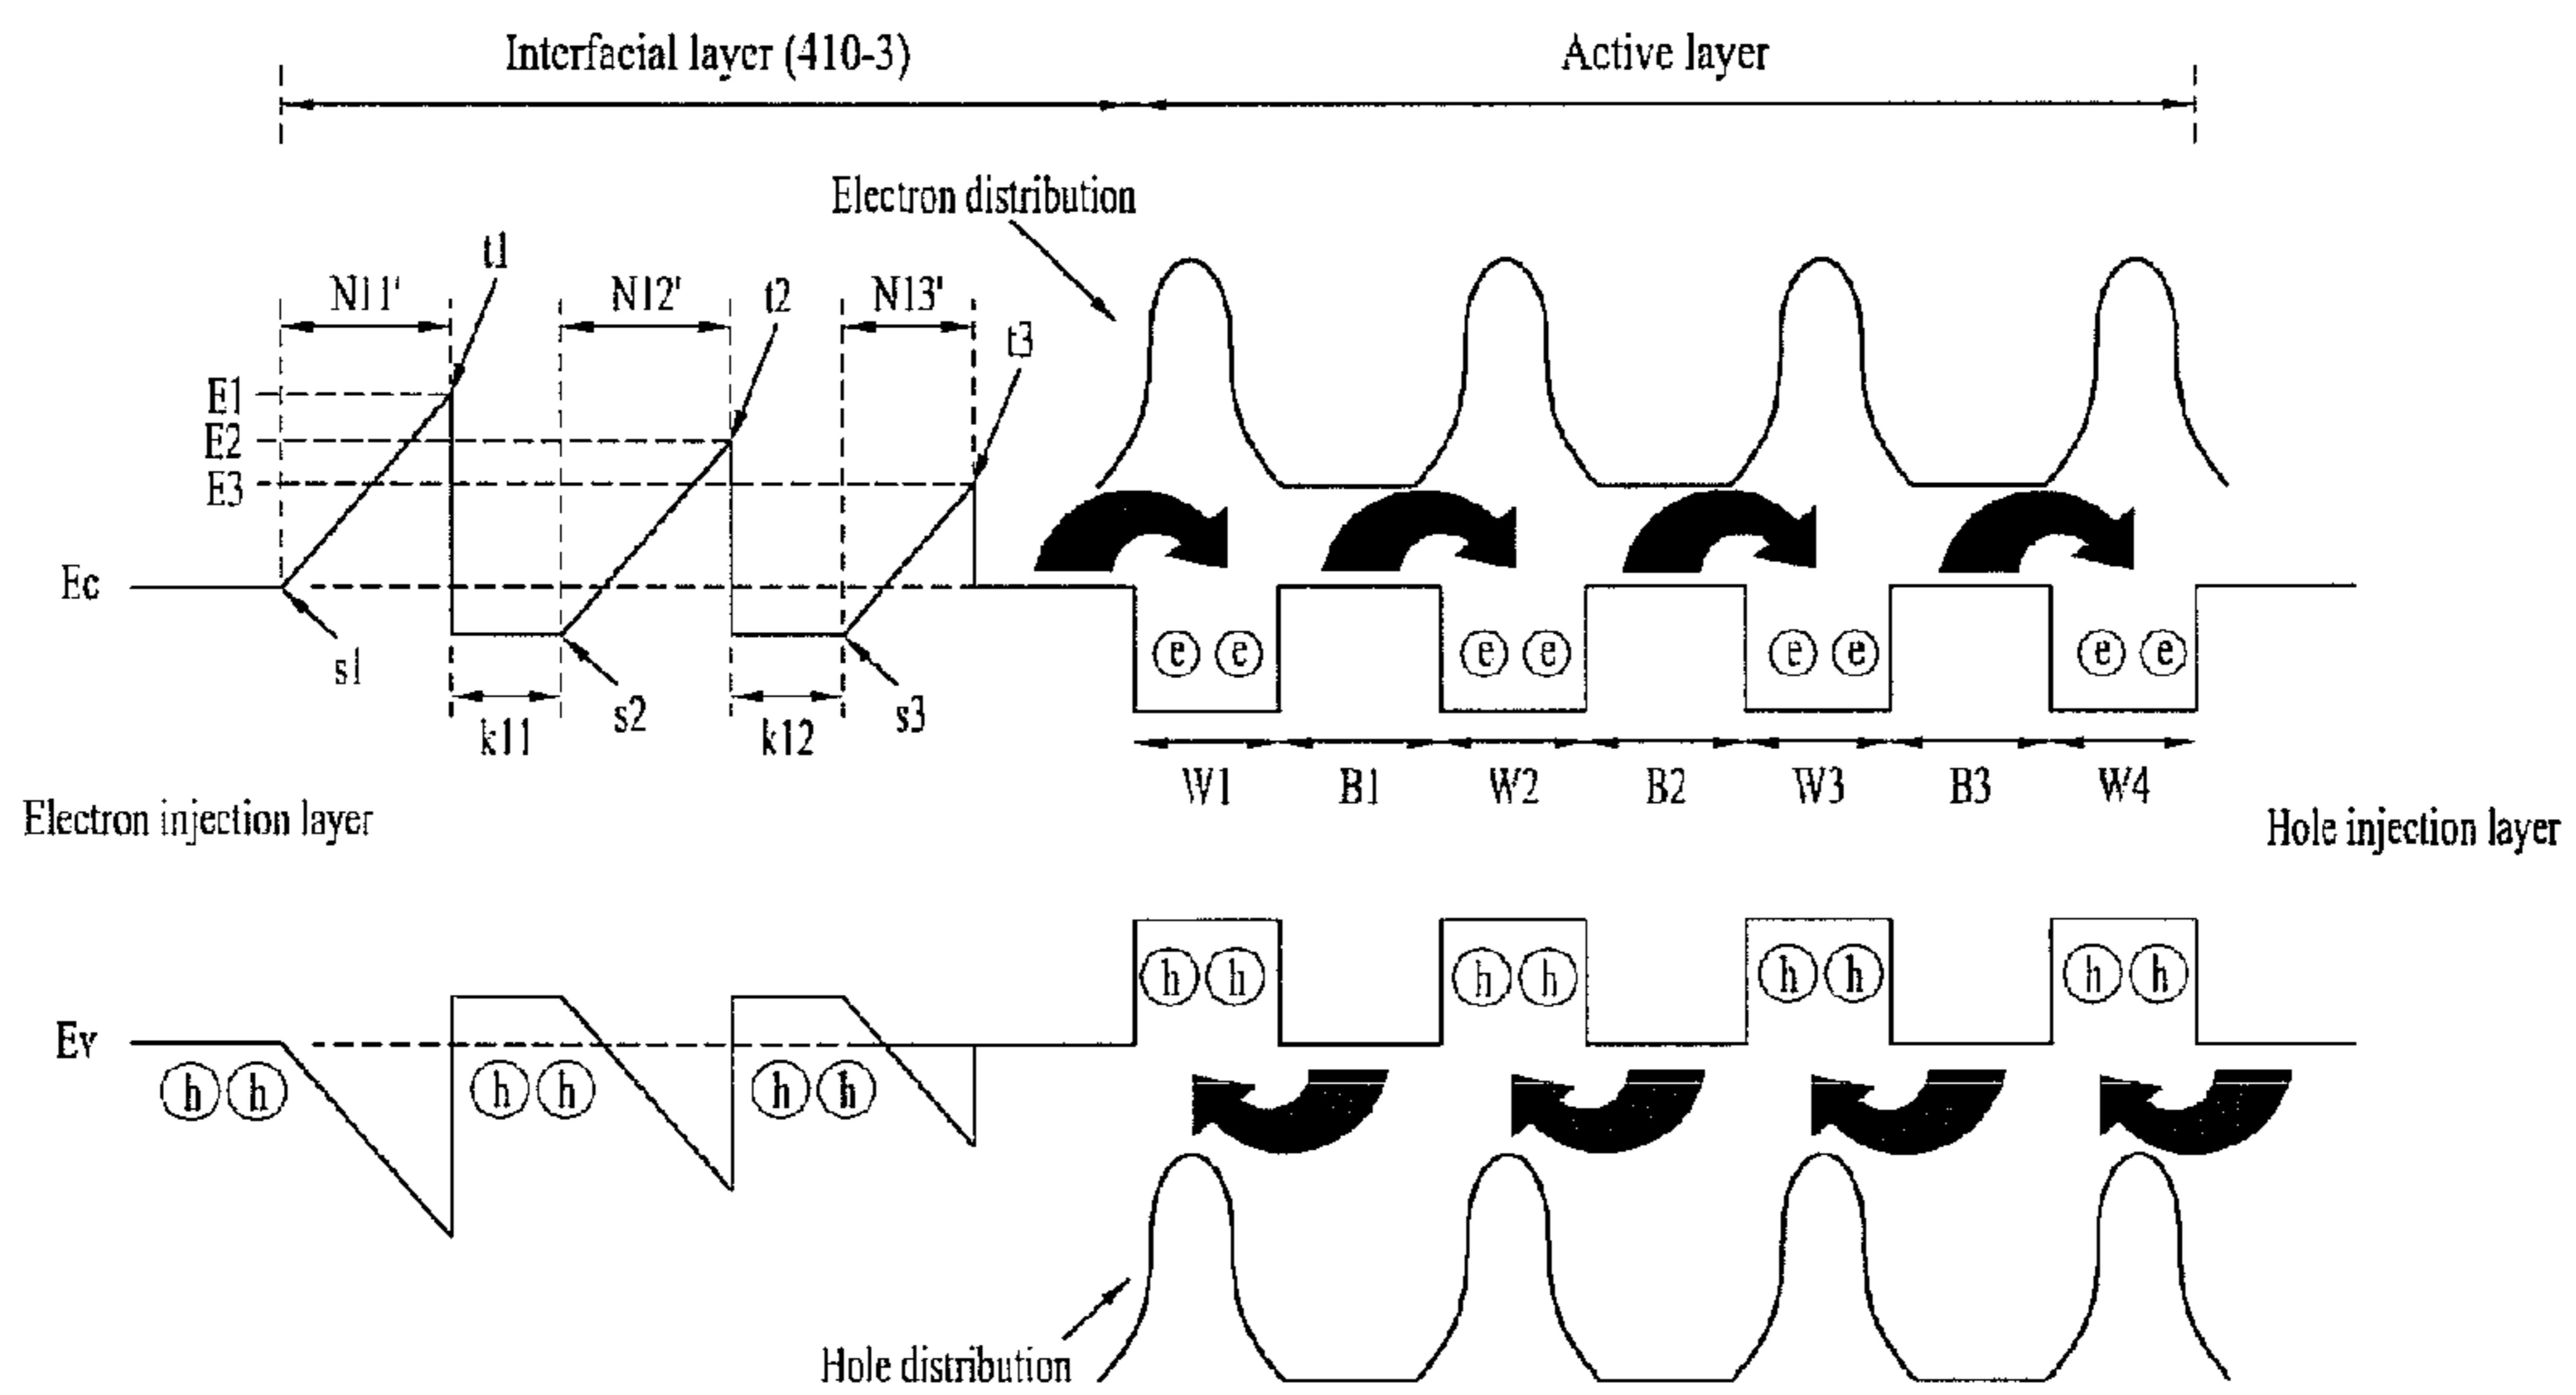 Interfacial layer (410-3)
Active layer
Electron distribution
t1
N11'
N12'
t2
N13'
t3
E1
E2
E3
Ec
s1
s2
s3
k11
k12
e e
e e
e e
e e
W1
B1
W2
B2
W3
B3
W4
Electron injection layer
Hole injection layer
h h
h h
h h
h h
Ev
h h
h h
h h
Hole distribution